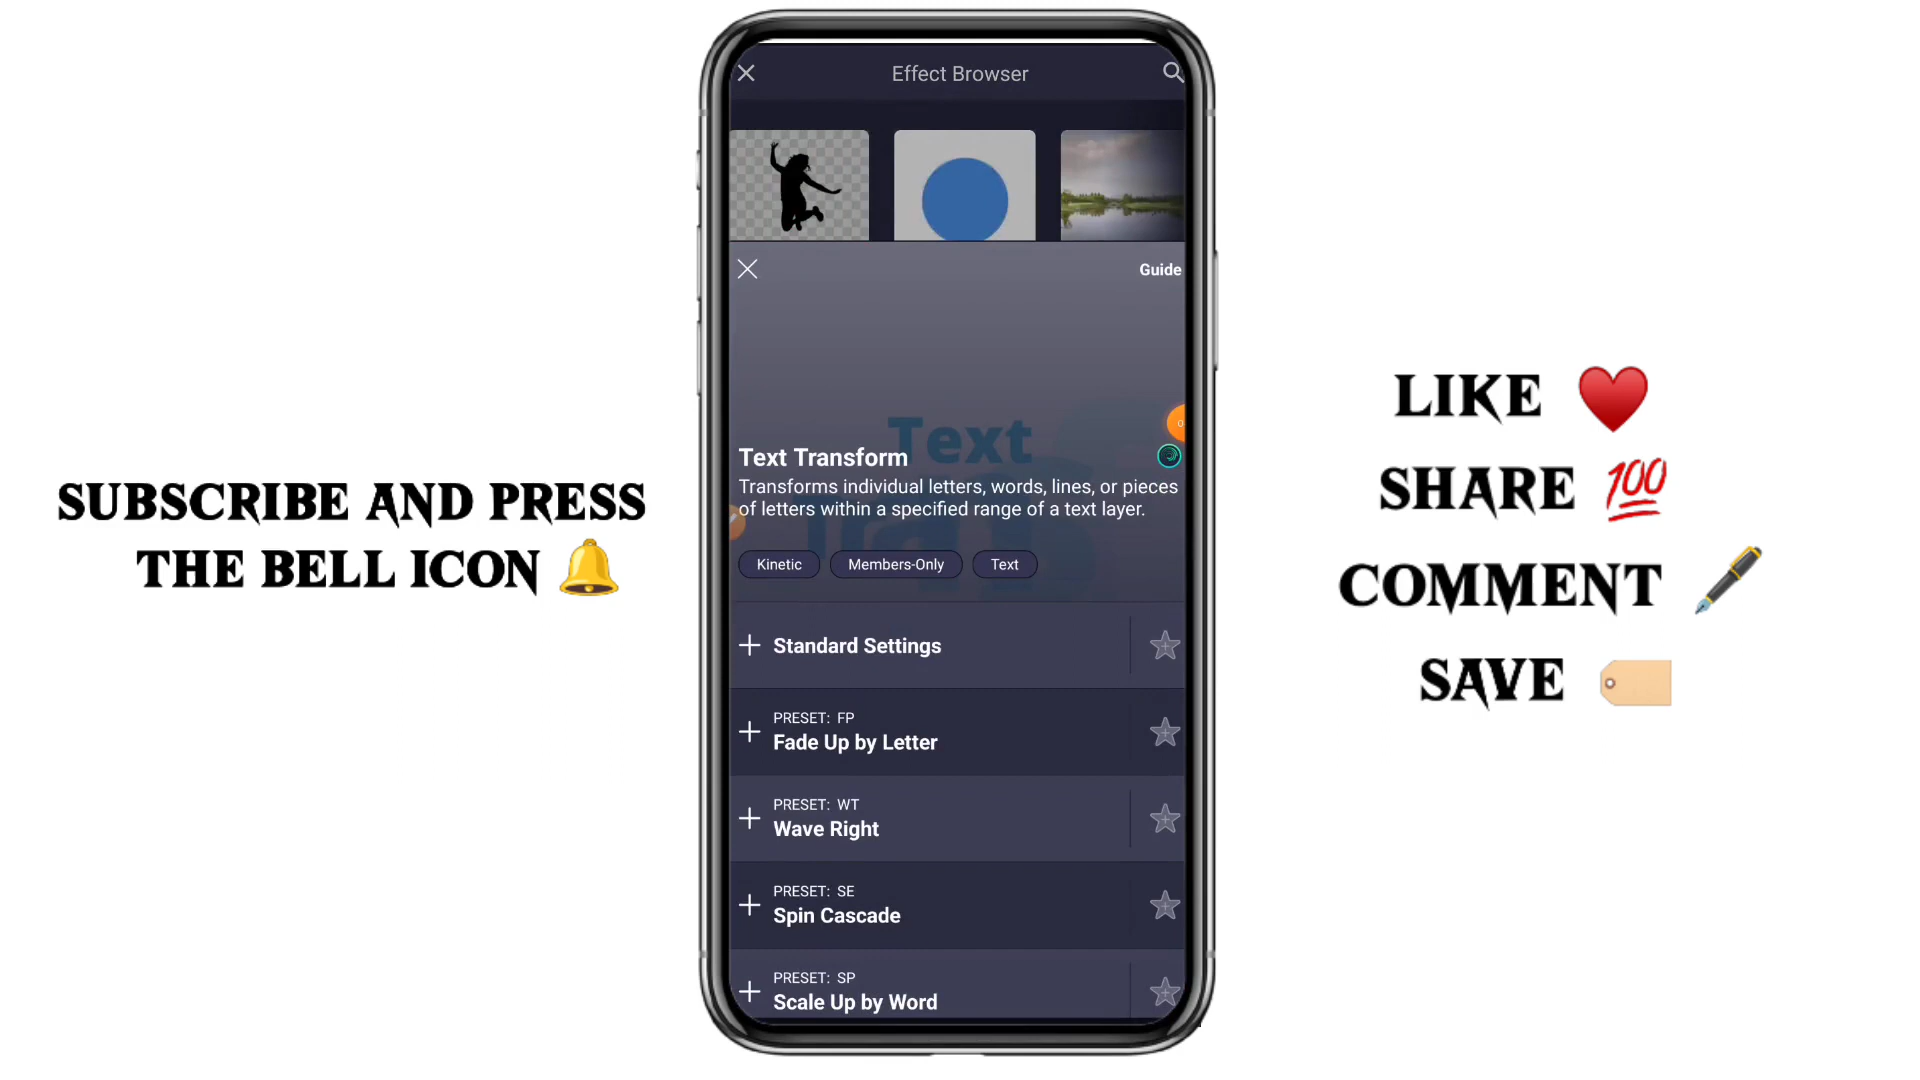 Effect Browser
Guide
Text
Text Transform
Transforms individual letters, words, lines, or pieces
of letters within a specified range of a text layer.
Kinetic
Members-Only
Text
Standard Settings
PRESET: FP
Fade Up by Letter
PRESET: WT
Wave Right
PRESET: SE
Spin Cascade
PRESET: SP
Scale Up by Word
SUBSCRIBE AND PRESS
THE BELL ICON 🔔
LIKE ♥️
SHARE 💯
COMMENT 🖋️
SAVE 🏷️